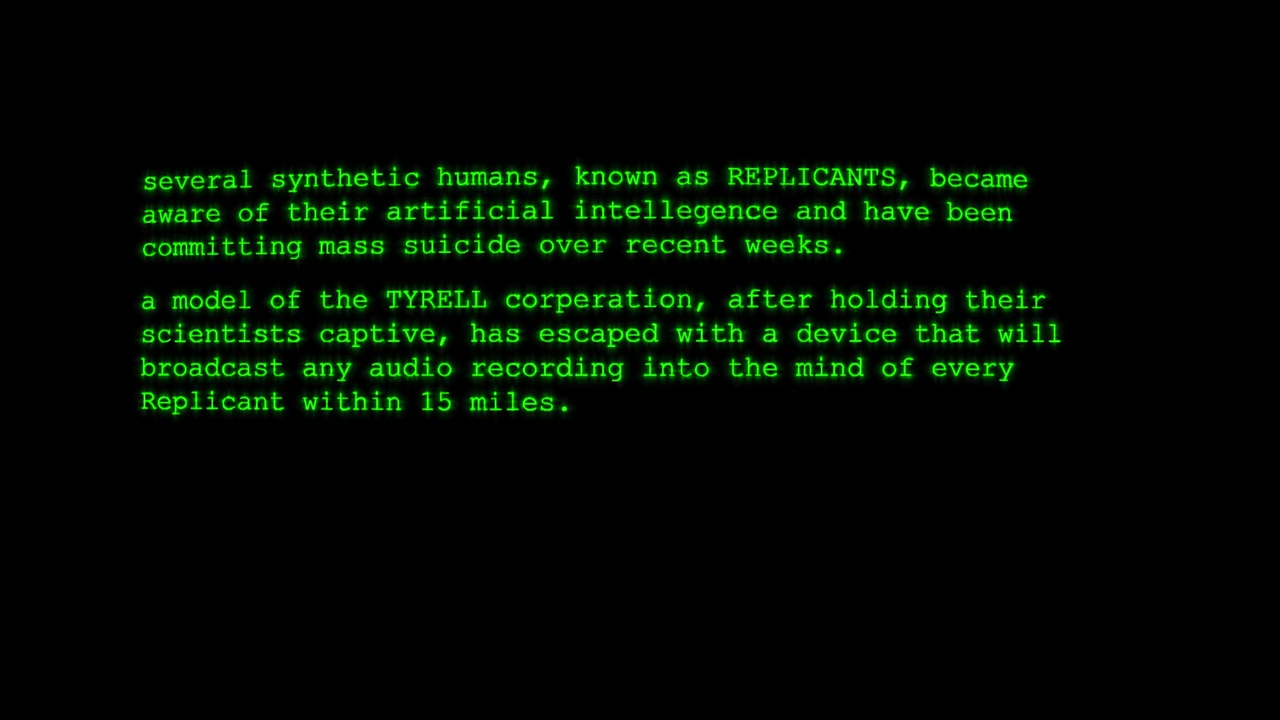 several synthetic humans, known as REPLICANTS, became
aware of their artificial intellegence and have been
committing mass suicide over recent weeks.
a model of the TYRELL corperation, after holding their
scientists captive, has escaped with a device that will
broadcast any audio recording into the mind of every
Replicant within 15 miles.